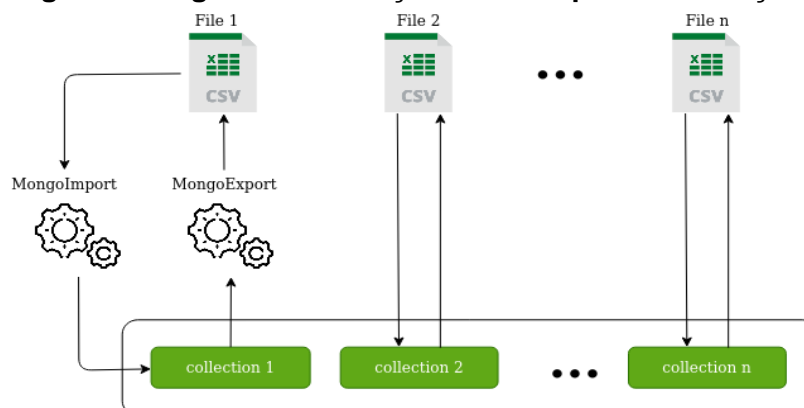 File 1
File 2
File n
CSV
CSV
CSV
MongoImport
MongoExport
collection 1
collection 2
collection n